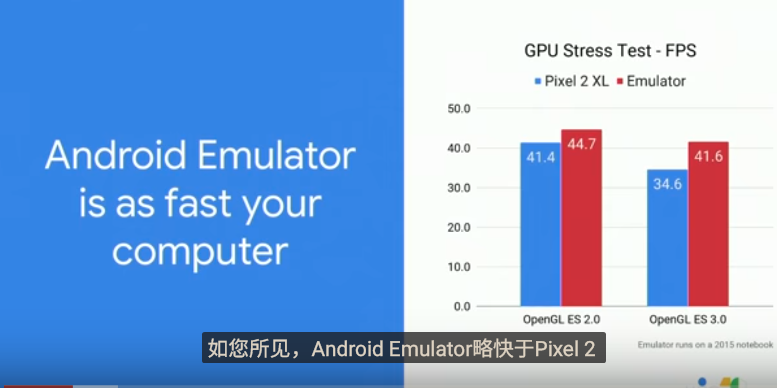 Android Emulator
is as fast your
computer
GPU Stress Test - FPS
Pixel 2 XL Emulator
50.0
40.0
30.0
20.0
10.0
0.0
41.4
44.7
34.6
41.6
OpenGL ES 2.0
OpenGL ES 3.0
Emulator runs on a 2015 notebook
如您所见，Android Emulator略快于Pixel 2